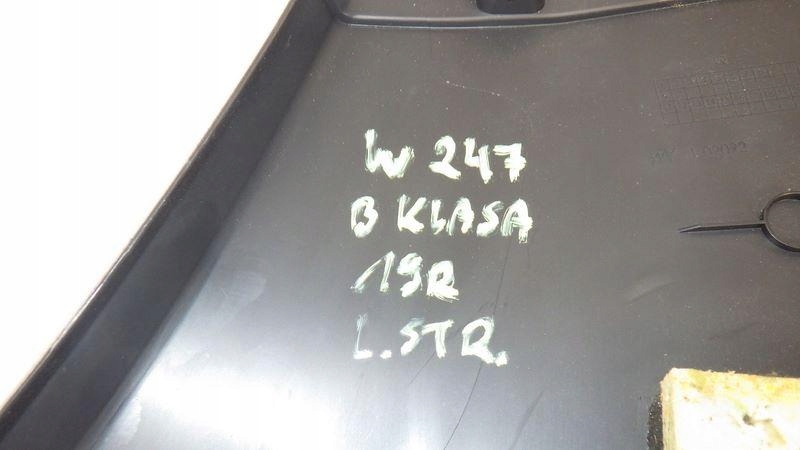 W 247
B KLASA
19R
L.STR.